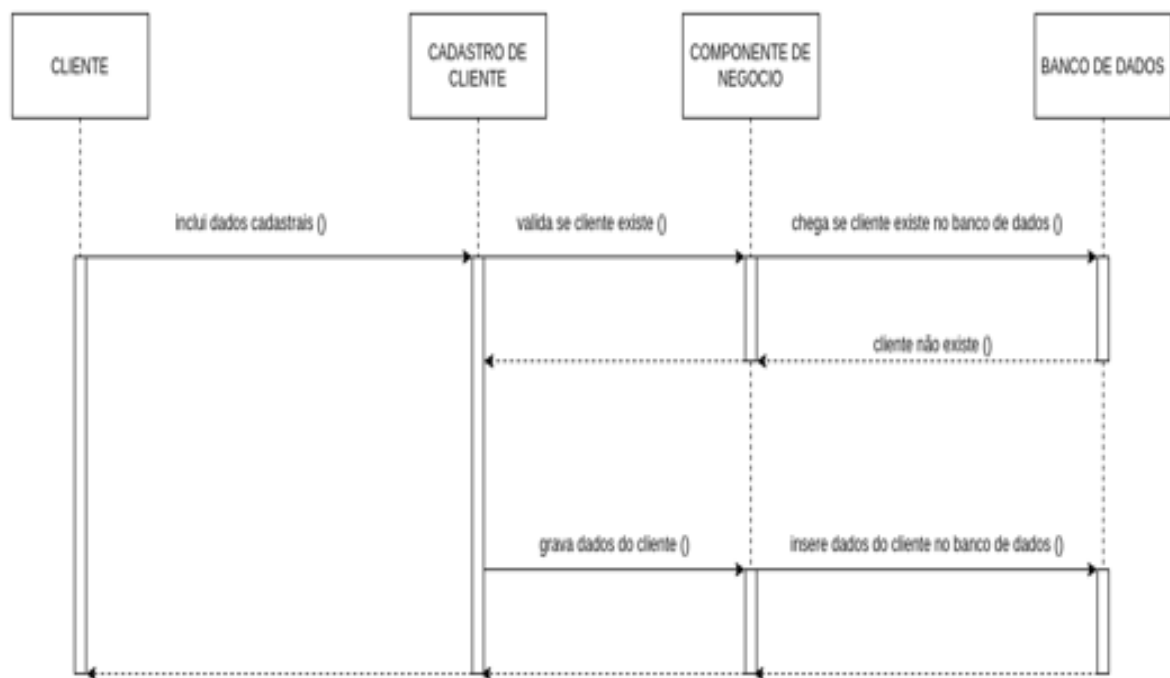 CLIENTE
CADASTRO DE
CLIENTE
COMPONENTE DE
NEGOCIO
BANCO DE DADOS
inclui dados cadastrais ()
valida se cliente existe ()
chega se cliente existe no banco de dados ()
cliente não existe ()
grava dados do cliente ()
insere dados do cliente no banco de dados ()